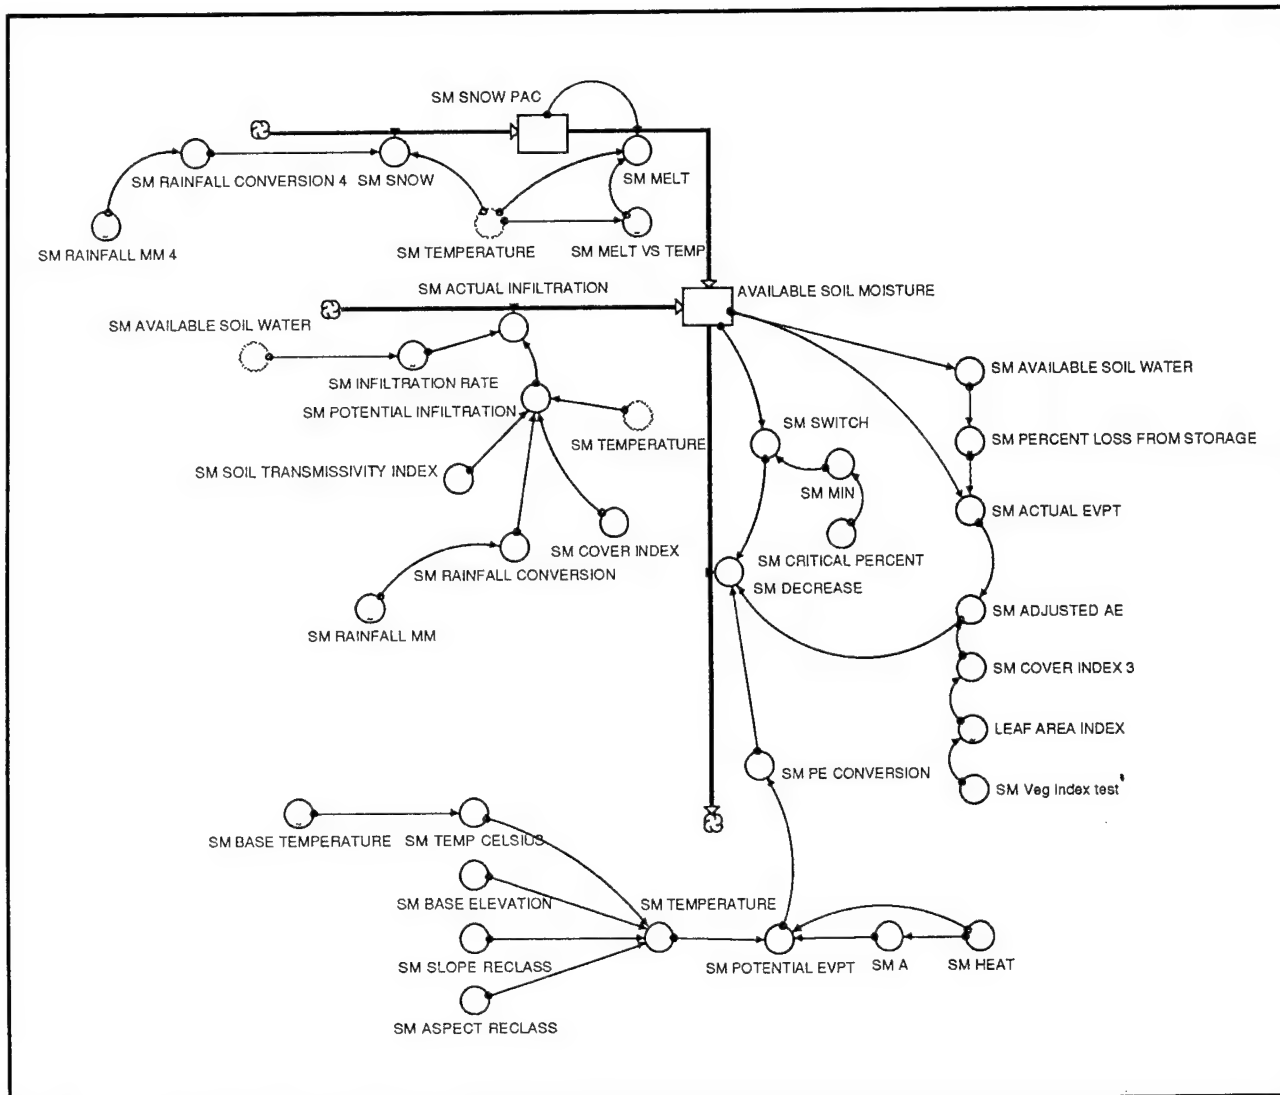 SM SNOW PAC
SM RAINFALL CONVERSION 4
SM SNOW
SM MELT
SM RAINFALL MM 4
SM TEMPERATURE
SM MELT VS TEMP
SM ACTUAL INFILTRATION
AVAILABLE SOIL MOISTURE
SM AVAILABLE SOIL WATER
SM INFILTRATION RATE
SM AVAILABLE SOIL WATER
SM POTENTIAL INFILTRATION
SM TEMPERATURE
SM SWITCH
SM PERCENT LOSS FROM STORAGE
SM SOIL TRANSMISSIVITY INDEX
SM MIN
SM ACTUAL EVPT
SM COVER INDEX
SM CRITICAL PERCENT
SM RAINFALL CONVERSION
SM DECREASE
SM RAINFALL MM
SM ADJUSTED AE
SM COVER INDEX 3
LEAF AREA INDEX
SM PE CONVERSION
SM Veg Index test
SM BASE TEMPERATURE
SM TEMP CELSIUS
SM BASE ELEVATION
SM TEMPERATURE
SM SLOPE RECLASS
SM POTENTIAL EVPT
SM A
SM HEAT
SM ASPECT RECLASS